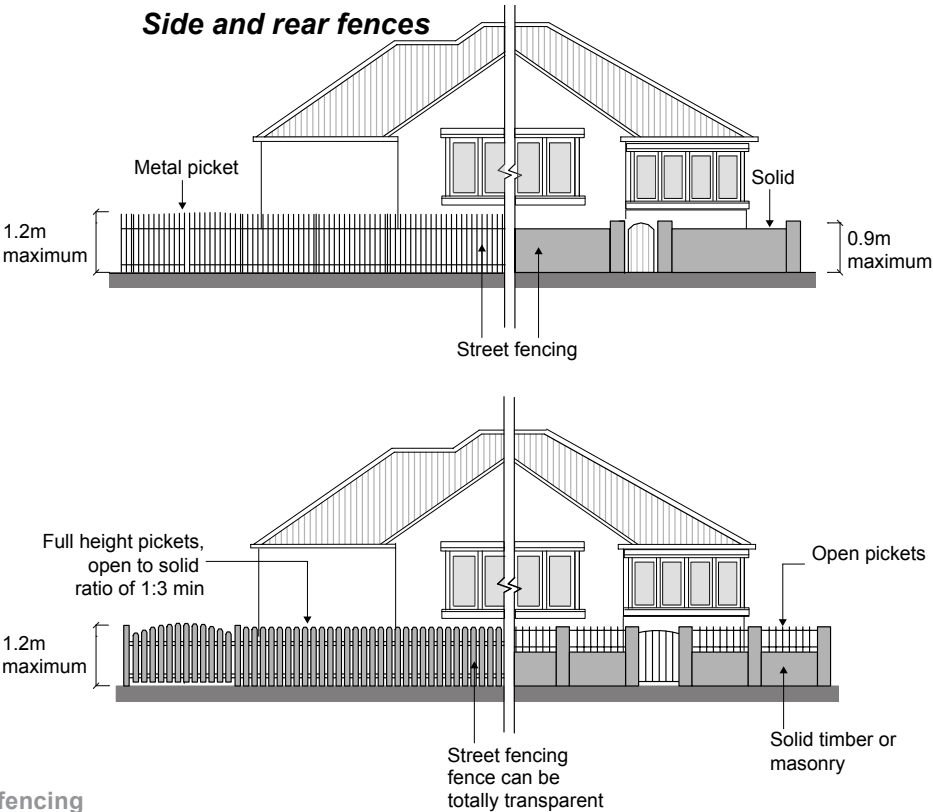 Side and rear fences
Metal picket
Solid
1.2m
maximum
0.9m
maximum
Street fencing
Full height pickets,
open to solid
ratio of 1:3 min
Open pickets
1.2m
maximum
Street fencing
fence can be
totally transparent
Solid timber or
masonry
fencing